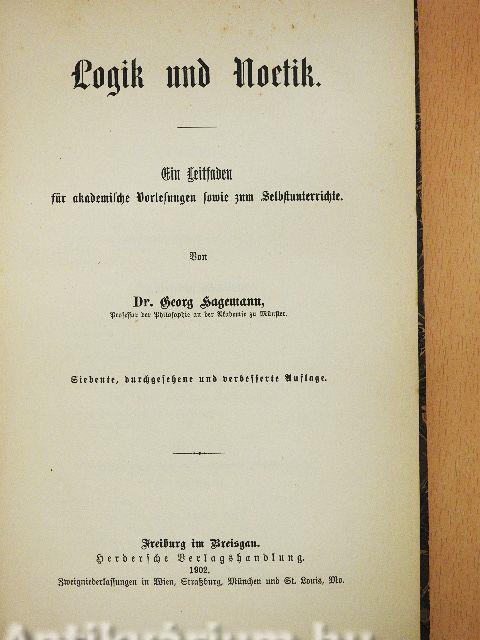 Logik und Noetik.
Ein Leitfaden
für akademische Vorlesungen sowie zum Selbstunterrichte.
Von
Dr. Georg Hagemann,
Professor der Philosophie an der Akademie zu Münster.
Siebente, durchgesehene und verbesserte Auflage.
Freiburg im Breisgau.
Herdersche Verlagshandlung.
1902.
Zweigniederlassungen in Wien, Straßburg, München und St. Louis, Mo.
Antikvárium.hu